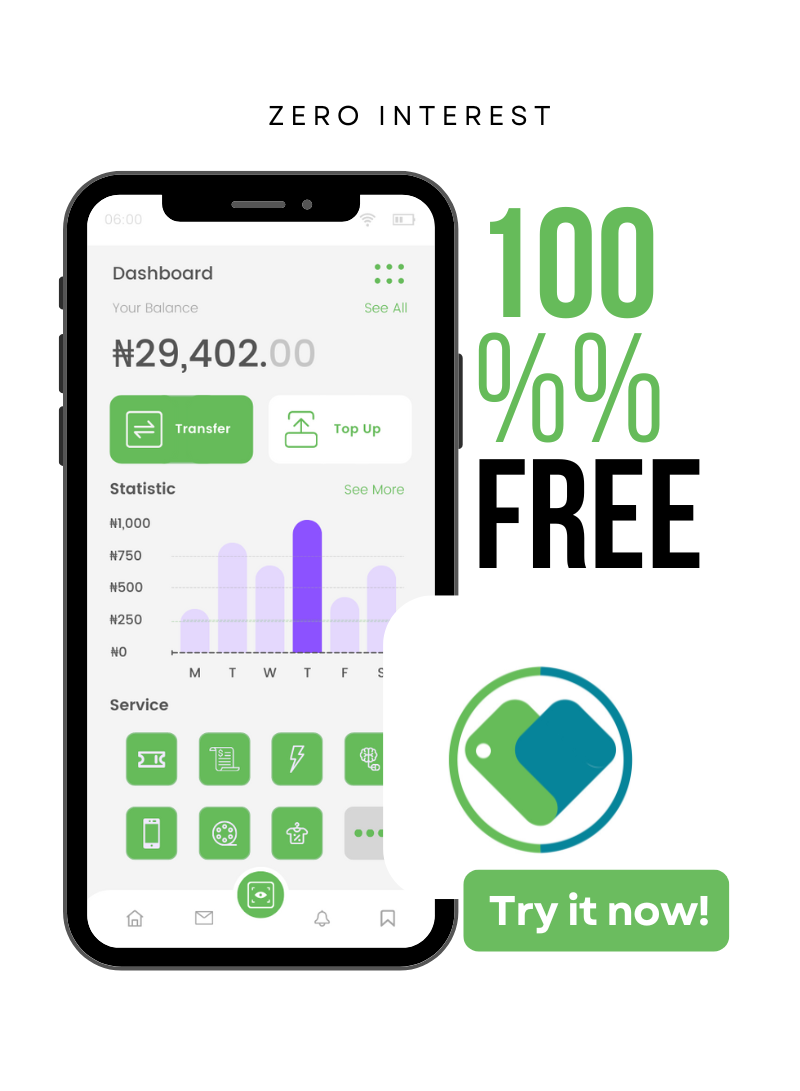 ZERO INTEREST
06:00
Dashboard
Your Balance
See All
₦29,402.00
Transfer
Top Up
Statistic
See More
₦1,000
₦750
₦500
₦250
₦0
M T W T F S
Service
100
%%
FREE
Try it now!